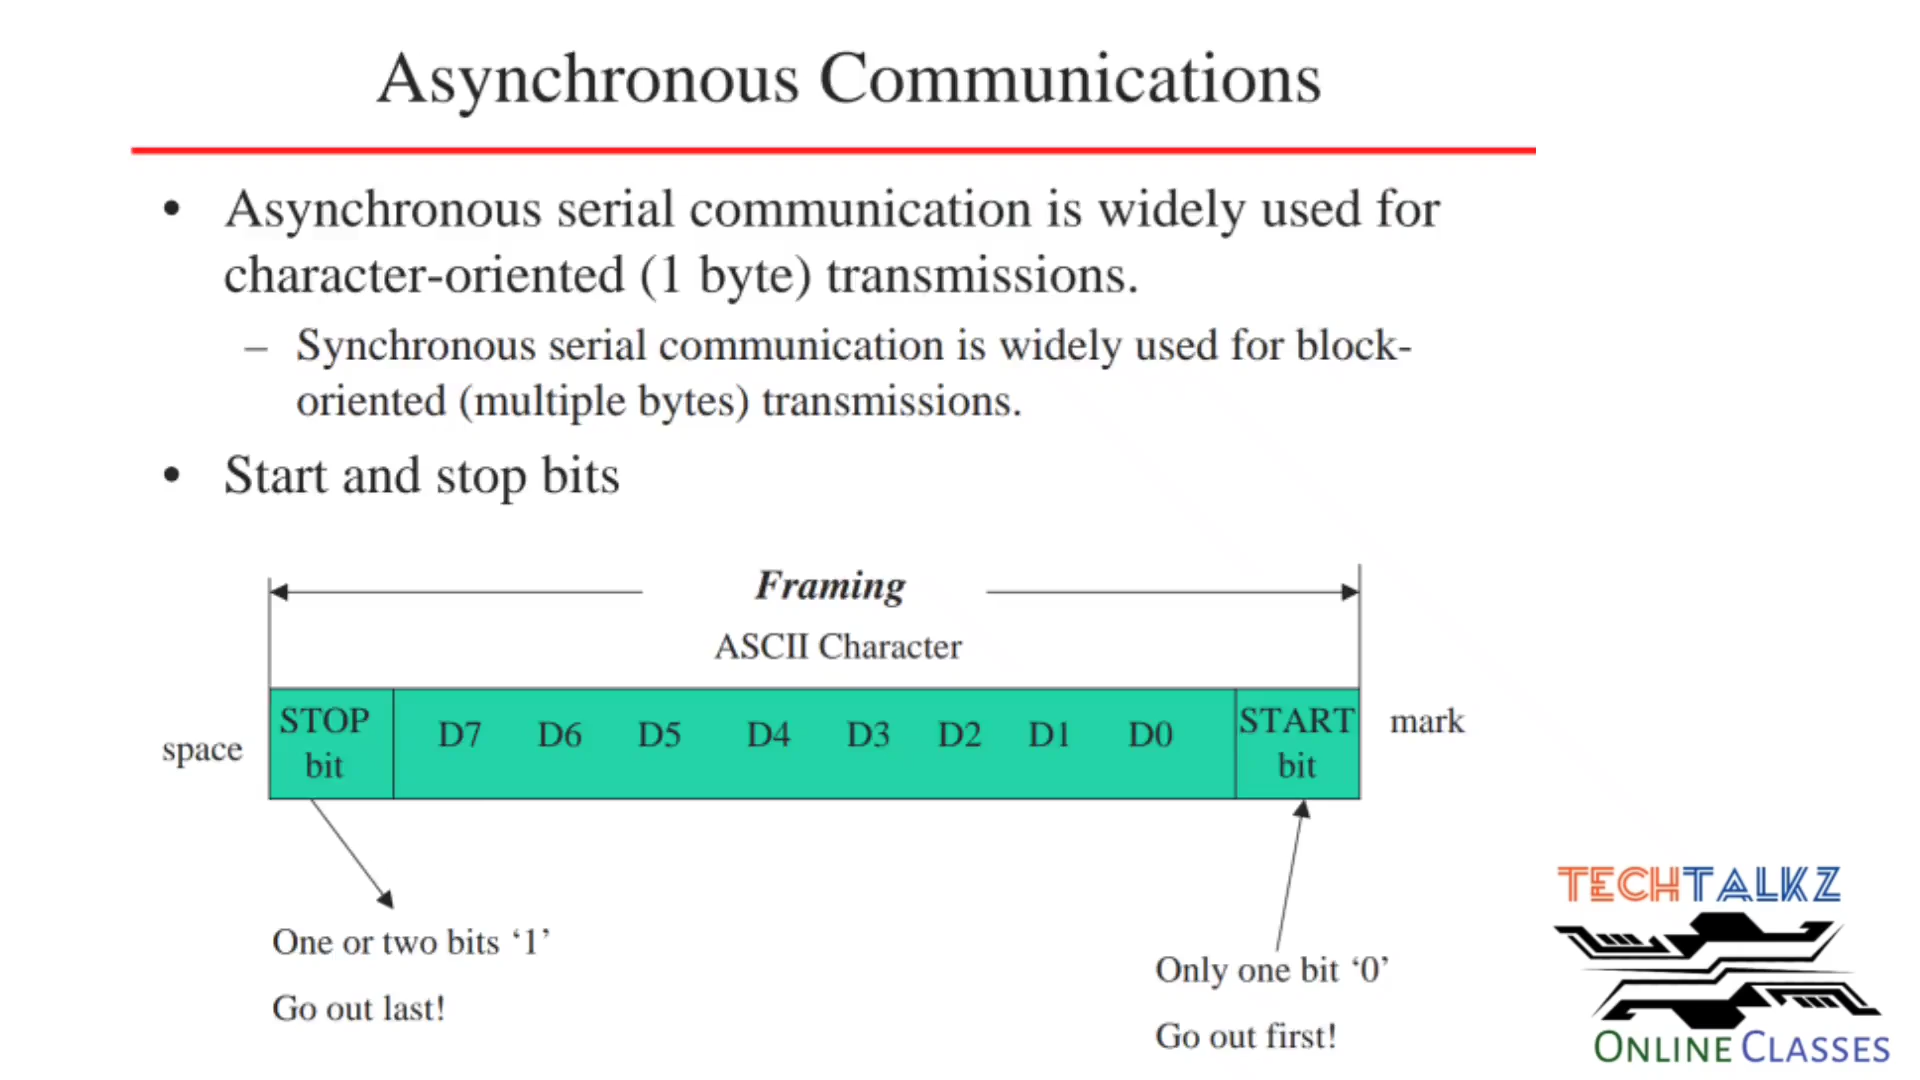 Asynchronous Communications
• Asynchronous serial communication is widely used for
character-oriented (1 byte) transmissions.
– Synchronous serial communication is widely used for block-
oriented (multiple bytes) transmissions.
• Start and stop bits
Framing
ASCII Character
space
STOP
bit
D7 D6 D5 D4 D3 D2 D1 D0
START
bit
mark
One or two bits ‘1’
Go out last!
Only one bit ‘0’
Go out first!
TECHTALKZ
ONLINE CLASSES